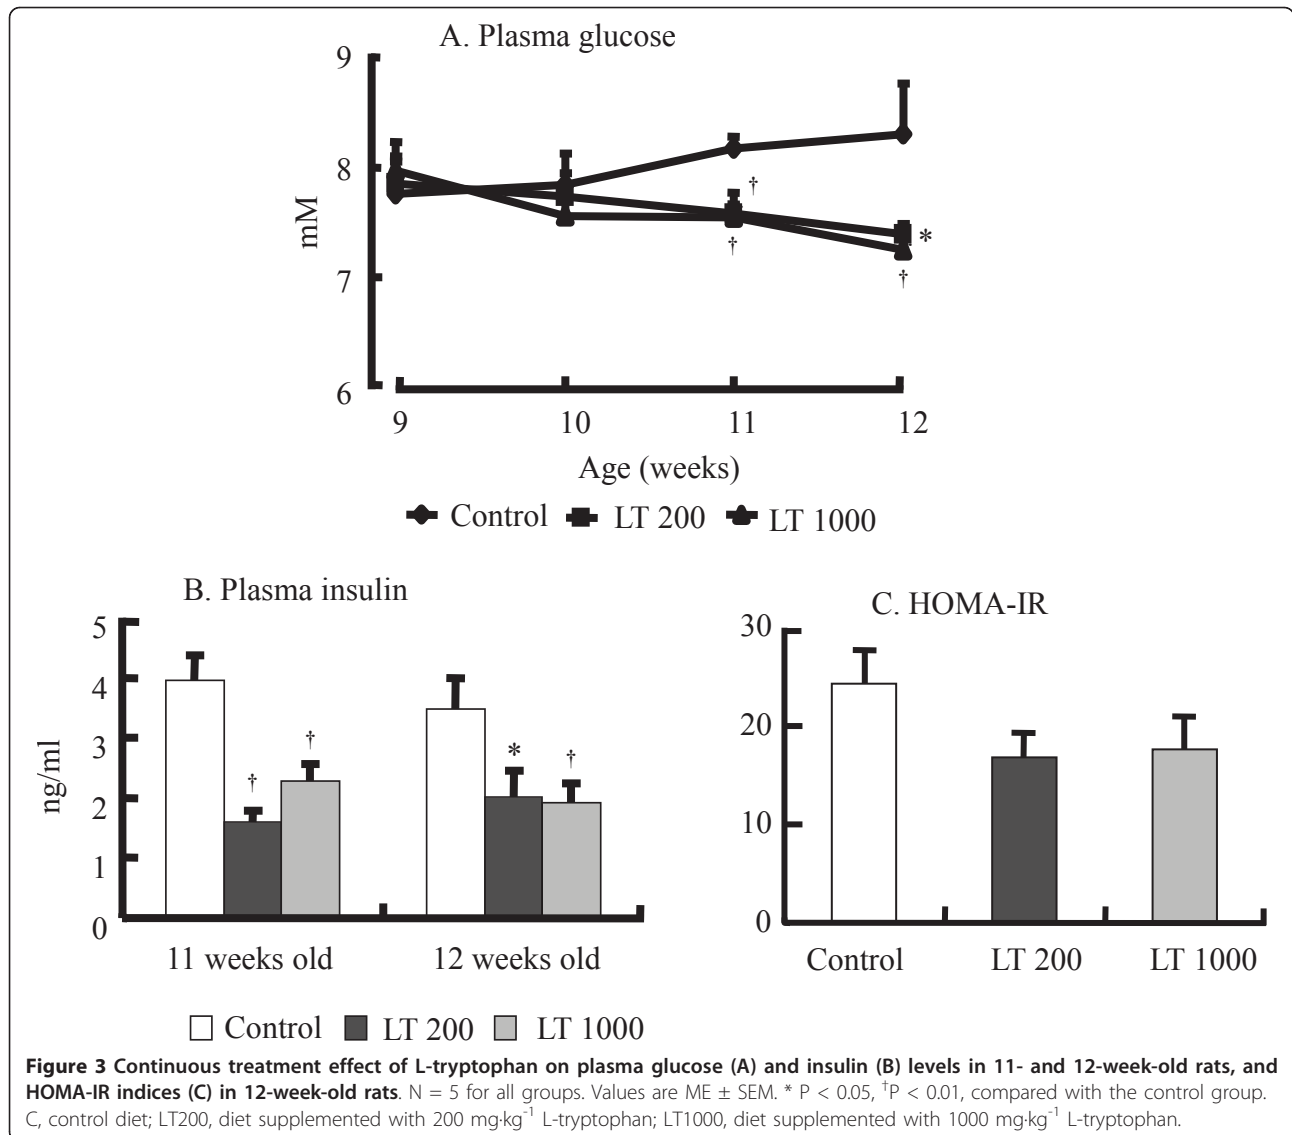 A. Plasma glucose
9
8
7
6
mM
†
†
*
†
9 10 11 12
Age (weeks)
Control LT 200 LT 1000
B. Plasma insulin
5
4
3
2
1
0
ng/ml
†
†
*
†
11 weeks old 12 weeks old
Control LT 200 LT 1000
C. HOMA-IR
30
20
10
0
Control LT 200 LT 1000
Figure 3 Continuous treatment effect of L-tryptophan on plasma glucose (A) and insulin (B) levels in 11- and 12-week-old rats, and
HOMA-IR indices (C) in 12-week-old rats. N = 5 for all groups. Values are ME ± SEM. * P < 0.05, †P < 0.01, compared with the control group.
C, control diet; LT200, diet supplemented with 200 mg·kg⁻¹ L-tryptophan; LT1000, diet supplemented with 1000 mg·kg⁻¹ L-tryptophan.